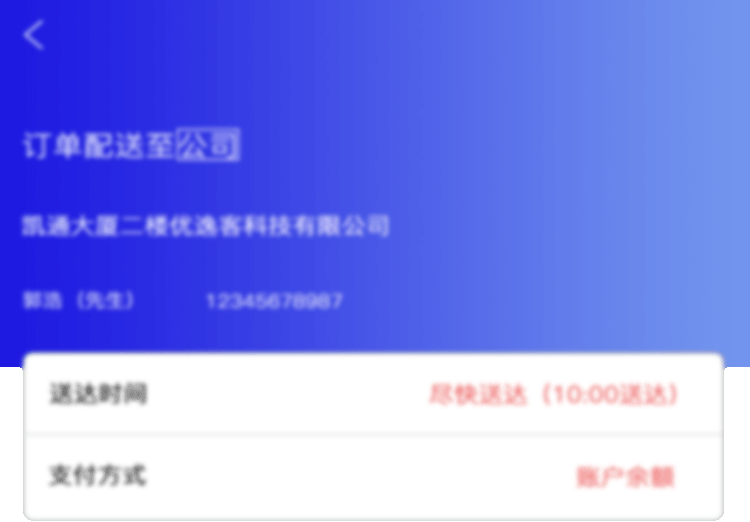 订单配送至公司
凯通大厦二楼优逸客科技有限公司
郭浩（先生） 12345678987
送达时间 尽快送达（10:00送达）
支付方式 账户余额